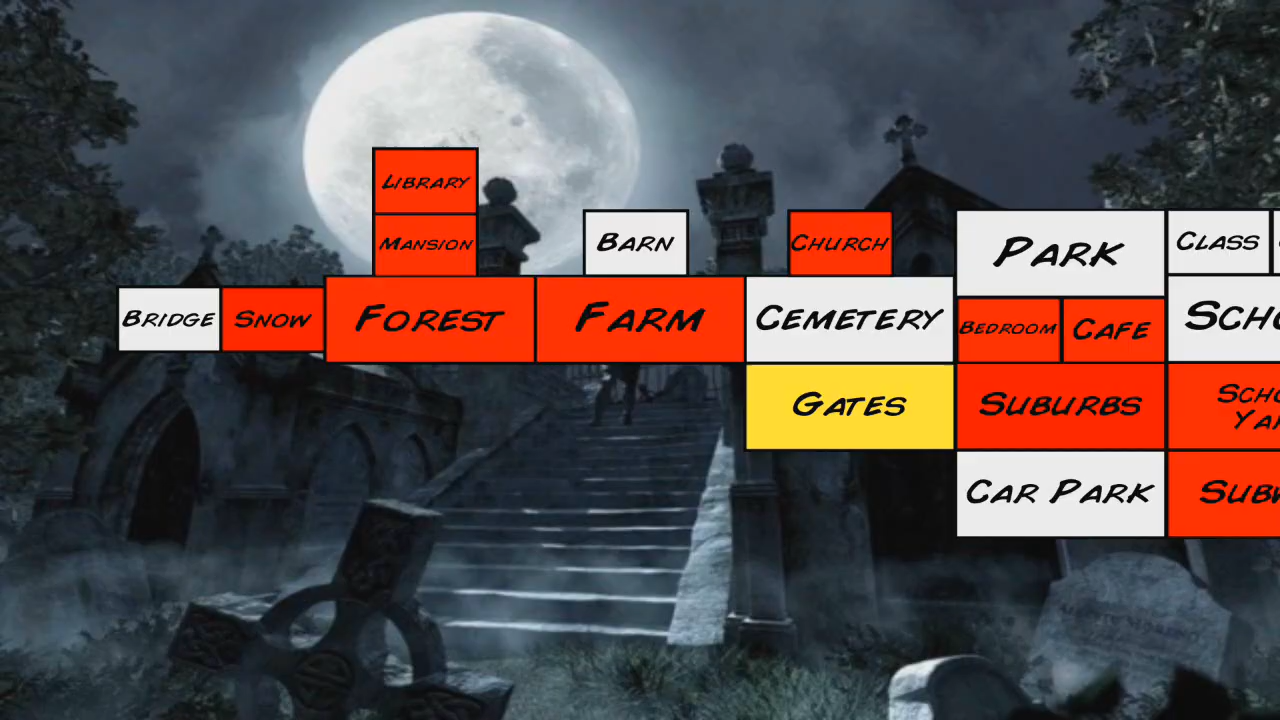 LIBRARY
MANSION
BARN
CHURCH
PARK
CLASS
BRIDGE
SNOW
FOREST
FARM
CEMETERY
BEDROOM
CAFE
GATES
SUBURBS
CAR PARK